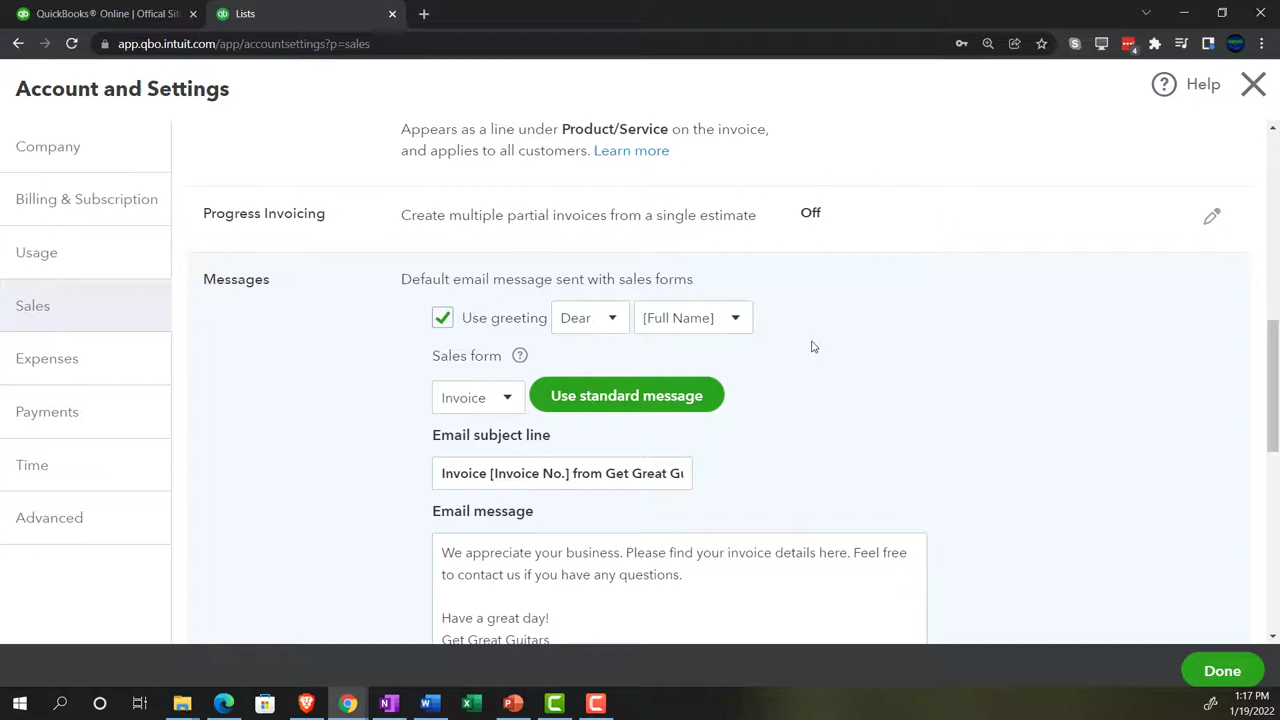 QuickBooks® Online | Offical Sit
Lists
app.qbo.intuit.com/app/accountsettings?p=sales
4
Account and Settings
Help
Company
Billing & Subscription
Usage
Sales
Expenses
Payments
Time
Advanced
Appears as a line under Product/Service on the invoice,
and applies to all customers. Learn more
Progress Invoicing
Create multiple partial invoices from a single estimate
Off
Messages
Default email message sent with sales forms
Use greeting
Dear
[Full Name]
Sales form
Invoice
Use standard message
Email subject line
Invoice [Invoice No.] from Get Great Gu
Email message
We appreciate your business. Please find your invoice details here. Feel free
to contact us if you have any questions.
Have a great day!
Get Great Guitars
Done
1:17 PM
1/19/2022